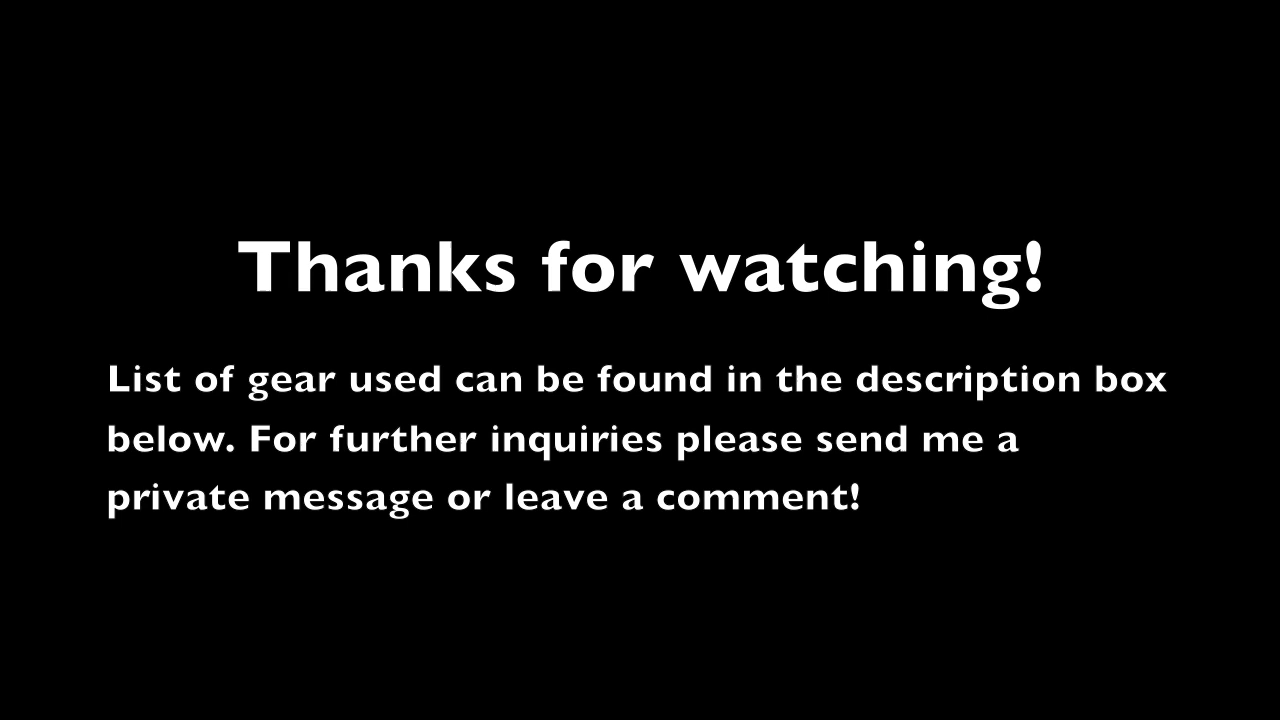 Thanks for watching!
List of gear used can be found in the description box
below. For further inquiries please send me a
private message or leave a comment!